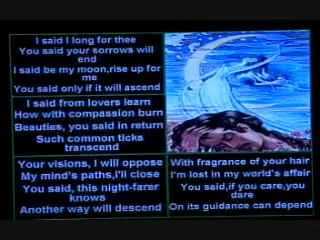 I said I long for thee
You said your sorrows will
end
I said be my moon,rise up for
me
You said only if it will ascend
I said from lovers learn
How with compassion burn
Beauties, you said in return
Such common ticks
transcend
Your visions, I will oppose
My mind's paths,I'll close
You said, this night-farer
knows
Another way will descend
With fragrance of your hair
I'm lost in my world's affair
You said,if you care,you
dare
On its guidance can depend